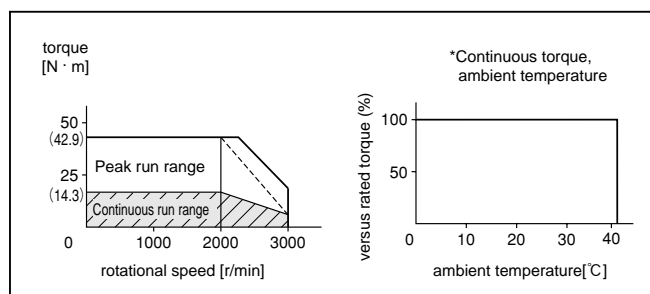 torque
[N · m]
50
(42.9)
Peak run range
25
(14.3)
Continuous run range
0
1000
2000
3000
rotational speed [r/min]
*Continuous torque,
ambient temperature
versus rated torque (%)
100
50
0
10
20
30
40
ambient temperature[℃]